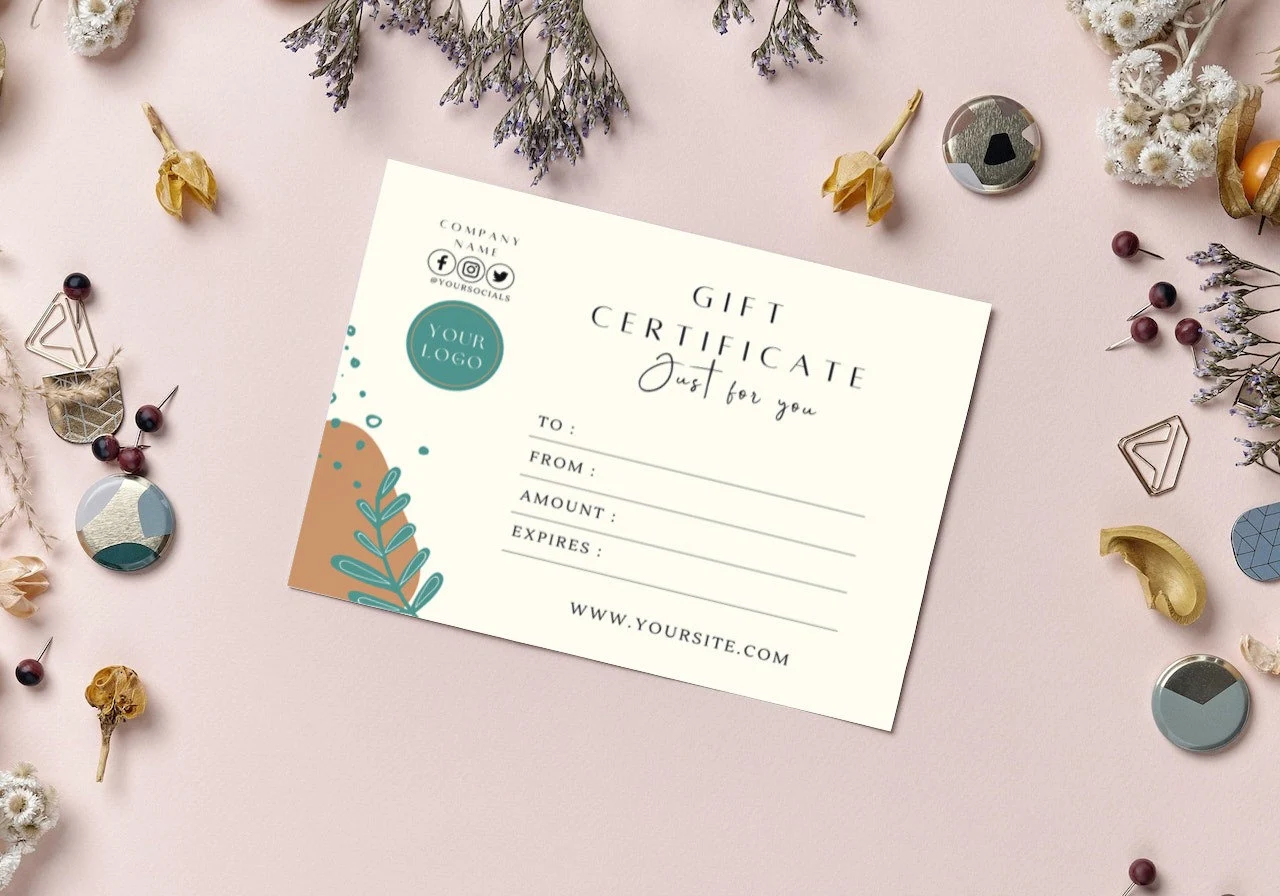 COMPANY
NAME
@YOURSOCIALS
YOUR
LOGO
GIFT
CERTIFICATE
Just for you
TO :
FROM :
AMOUNT :
EXPIRES :
WWW.YOURSITE.COM